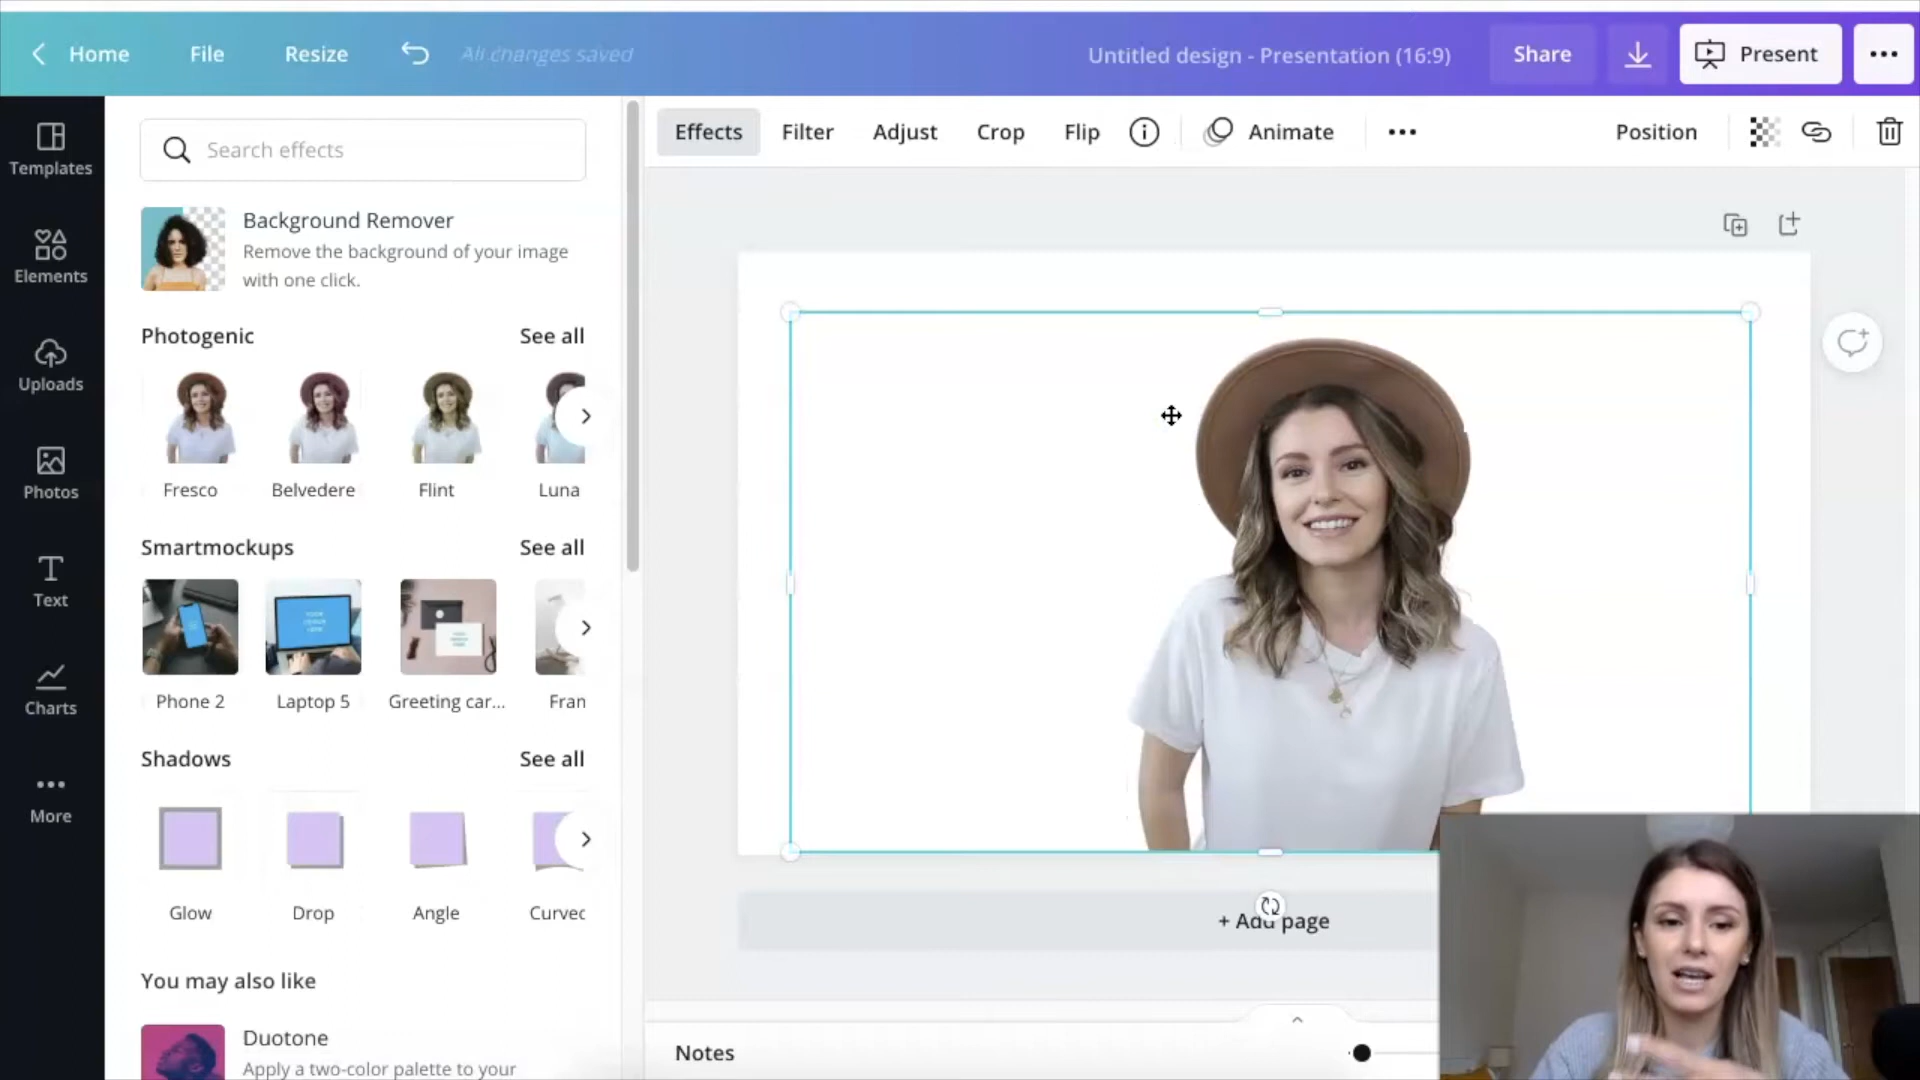 Home File Resize All changes saved Untitled design - Presentation (16:9) Share Present
Templates
Elements
Uploads
Photos
Text
Charts
More
Search effects
Background Remover
Remove the background of your image
with one click.
Photogenic See all
Fresco Belvedere Flint Luna
Smartmockups See all
Phone 2 Laptop 5 Greeting car... Fran
Shadows See all
Glow Drop Angle Curved
You may also like
Duotone
Apply a two-color palette to your
Effects Filter Adjust Crop Flip Animate Position
+ Add page
Notes